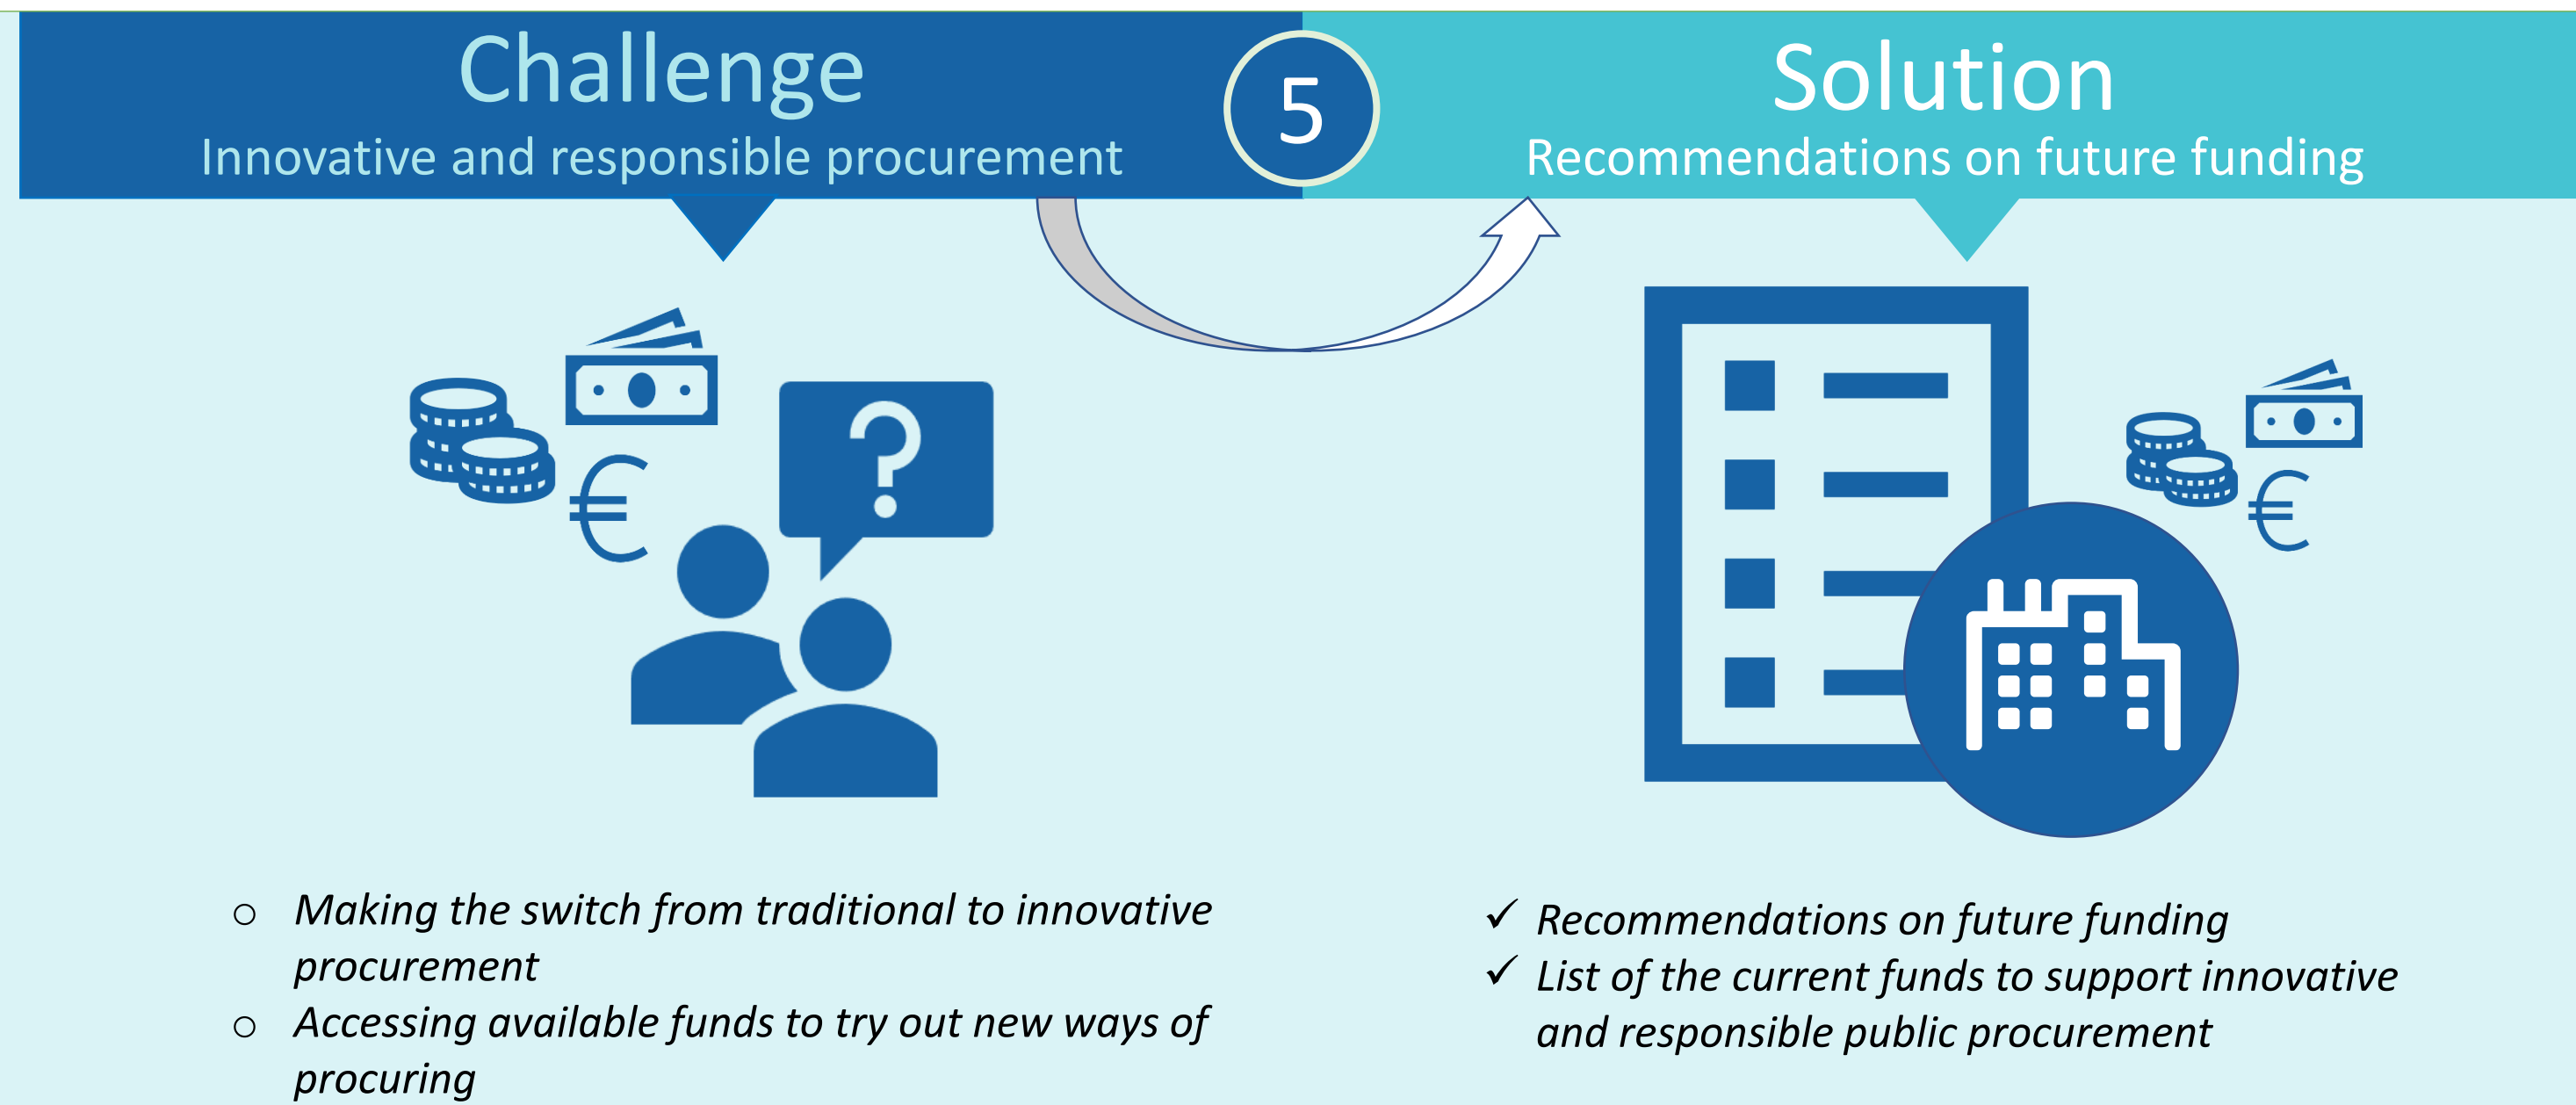 Challenge
Innovative and responsible procurement
5
Solution
Recommendations on future funding
€
?
€
o Making the switch from traditional to innovative
procurement
o Accessing available funds to try out new ways of
procuring
✓ Recommendations on future funding
✓ List of the current funds to support innovative
and responsible public procurement